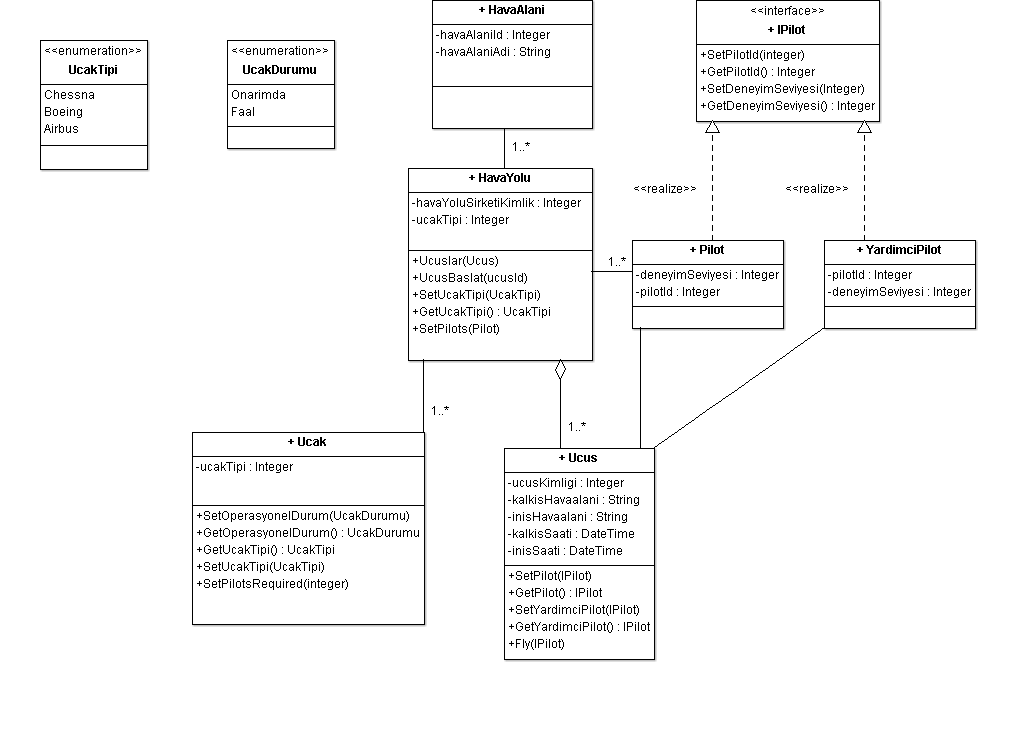 <<enumeration>>
UcakTipi
Chessna
Boeing
Airbus
<<enumeration>>
UcakDurumu
Onarimda
Faal
+ HavaAlani
-havaAlaniId : Integer
-havaAlaniAdi : String
<<interface>>
+ IPilot
+SetPilotId(integer)
+GetPilotId() : Integer
+SetDeneyimSeviyesi(Integer)
+GetDeneyimSeviyesi() : Integer
1..*
<<realize>>
<<realize>>
+ HavaYolu
-havaYoluSirketiKimlik : Integer
-ucakTipi : Integer
+Ucuslar(Ucus)
+UcusBaslat(ucusId)
+SetUcakTipi(UcakTipi)
+GetUcakTipi() : UcakTipi
+SetPilots(Pilot)
1..*
+ Pilot
-deneyimSeviyesi : Integer
-pilotId : Integer
+ YardimciPilot
-pilotId : Integer
-deneyimSeviyesi : Integer
1..*
1..*
+ Ucak
-ucakTipi : Integer
+SetOperasyonelDurum(UcakDurumu)
+GetOperasyonelDurum() : UcakDurumu
+GetUcakTipi() : UcakTipi
+SetUcakTipi(UcakTipi)
+SetPilotsRequired(integer)
+ Ucus
-ucusKimligi : Integer
-kalkisHavaalani : String
-inisHavaalani : String
-kalkisSaati : DateTime
-inisSaati : DateTime
+SetPilot(IPilot)
+GetPilot() : IPilot
+SetYardimciPilot(IPilot)
+GetYardimciPilot() : IPilot
+Fly(IPilot)